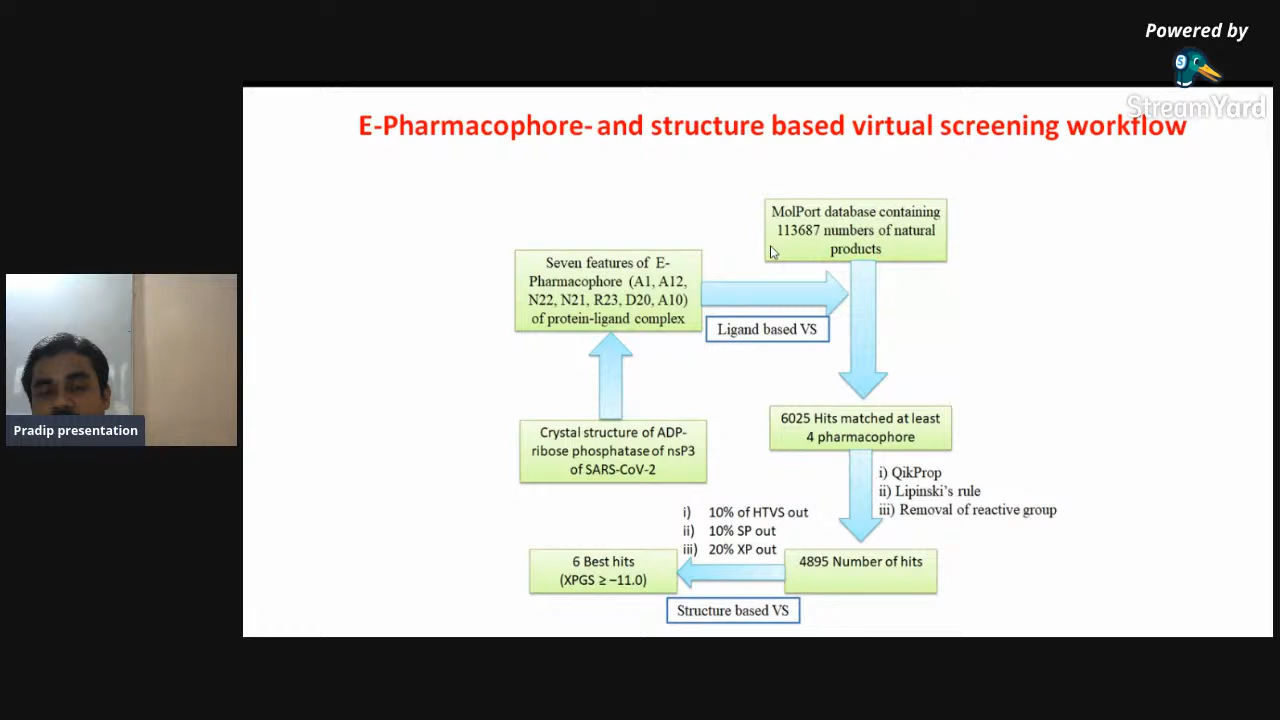 Powered by
S
StreamYard
E-Pharmacophore- and structure based virtual screening workflow
MolPort database containing
113687 numbers of natural
products
Seven features of E-
Pharmacophore (A1, A12,
N22, N21, R23, D20, A10)
of protein-ligand complex
Ligand based VS
Crystal structure of ADP-
ribose phosphatase of nsP3
of SARS-CoV-2
6025 Hits matched at least
4 pharmacophore
i) QikProp
ii) Lipinski's rule
iii) Removal of reactive group
4895 Number of hits
i) 10% of HTVS out
ii) 10% SP out
iii) 20% XP out
Structure based VS
6 Best hits
(XPGS ≥ –11.0)
Pradip presentation